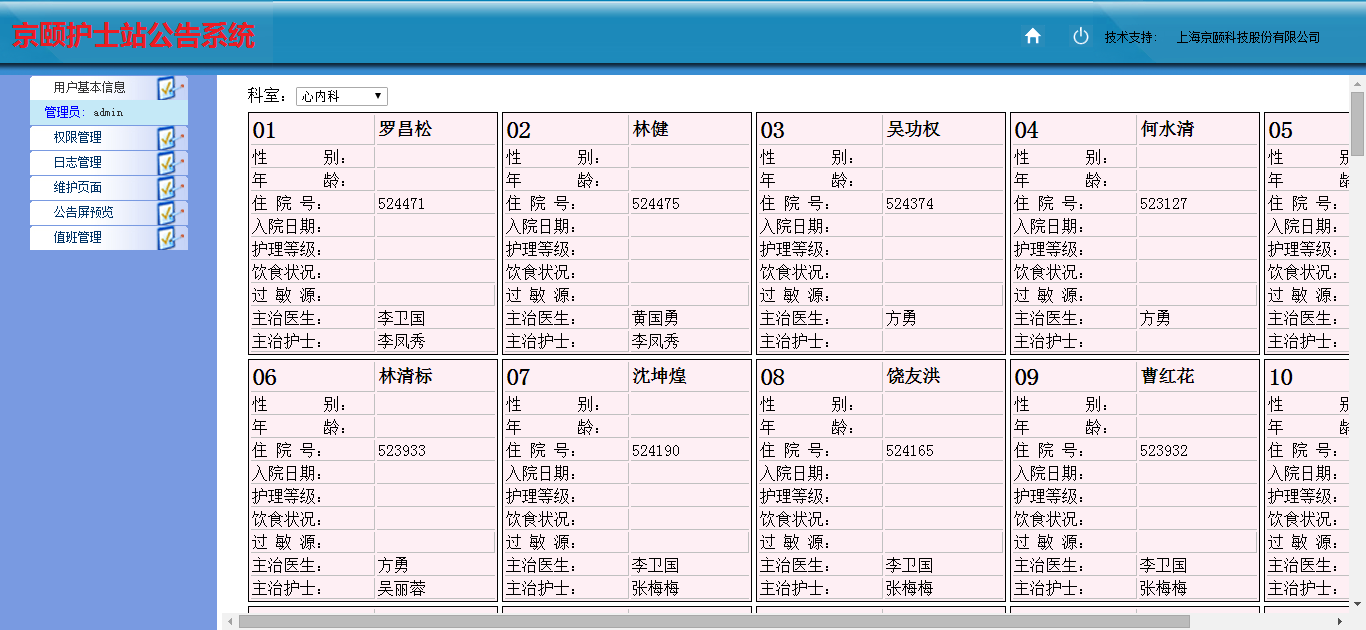 京颐护士站公告系统
技术支持： 上海京颐科技股份有限公司
用户基本信息
管理员： admin
权限管理
日志管理
维护页面
公告屏预览
值班管理
科室： 心内科
01 罗昌松 02 林健 03 吴功权 04 何水清 05
性 别： 性 别： 性 别： 性 别： 性 别
年 龄： 年 龄： 年 龄： 年 龄： 年 龄
住 院 号： 524471 住 院 号： 524475 住 院 号： 524374 住 院 号： 523127 住 院 号：
入院日期： 入院日期： 入院日期： 入院日期： 入院日期：
护理等级： 护理等级： 护理等级： 护理等级： 护理等级：
饮食状况： 饮食状况： 饮食状况： 饮食状况： 饮食状况：
过 敏 源： 过 敏 源： 过 敏 源： 过 敏 源： 过 敏 源：
主治医生： 李卫国 主治医生： 黄国勇 主治医生： 方勇 主治医生： 方勇 主治医生：
主治护士： 李凤秀 主治护士： 李凤秀 主治护士： 主治护士： 主治护士：
06 林清标 07 沈坤煌 08 饶友洪 09 曹红花 10
性 别： 性 别： 性 别： 性 别： 性 别
年 龄： 年 龄： 年 龄： 年 龄： 年 龄
住 院 号： 523933 住 院 号： 524190 住 院 号： 524165 住 院 号： 523932 住 院 号：
入院日期： 入院日期： 入院日期： 入院日期： 入院日期：
护理等级： 护理等级： 护理等级： 护理等级： 护理等级：
饮食状况： 饮食状况： 饮食状况： 饮食状况： 饮食状况：
过 敏 源： 过 敏 源： 过 敏 源： 过 敏 源： 过 敏 源：
主治医生： 方勇 主治医生： 李卫国 主治医生： 李卫国 主治医生： 李卫国 主治医生：
主治护士： 吴丽蓉 主治护士： 张梅梅 主治护士： 张梅梅 主治护士： 张梅梅 主治护士：